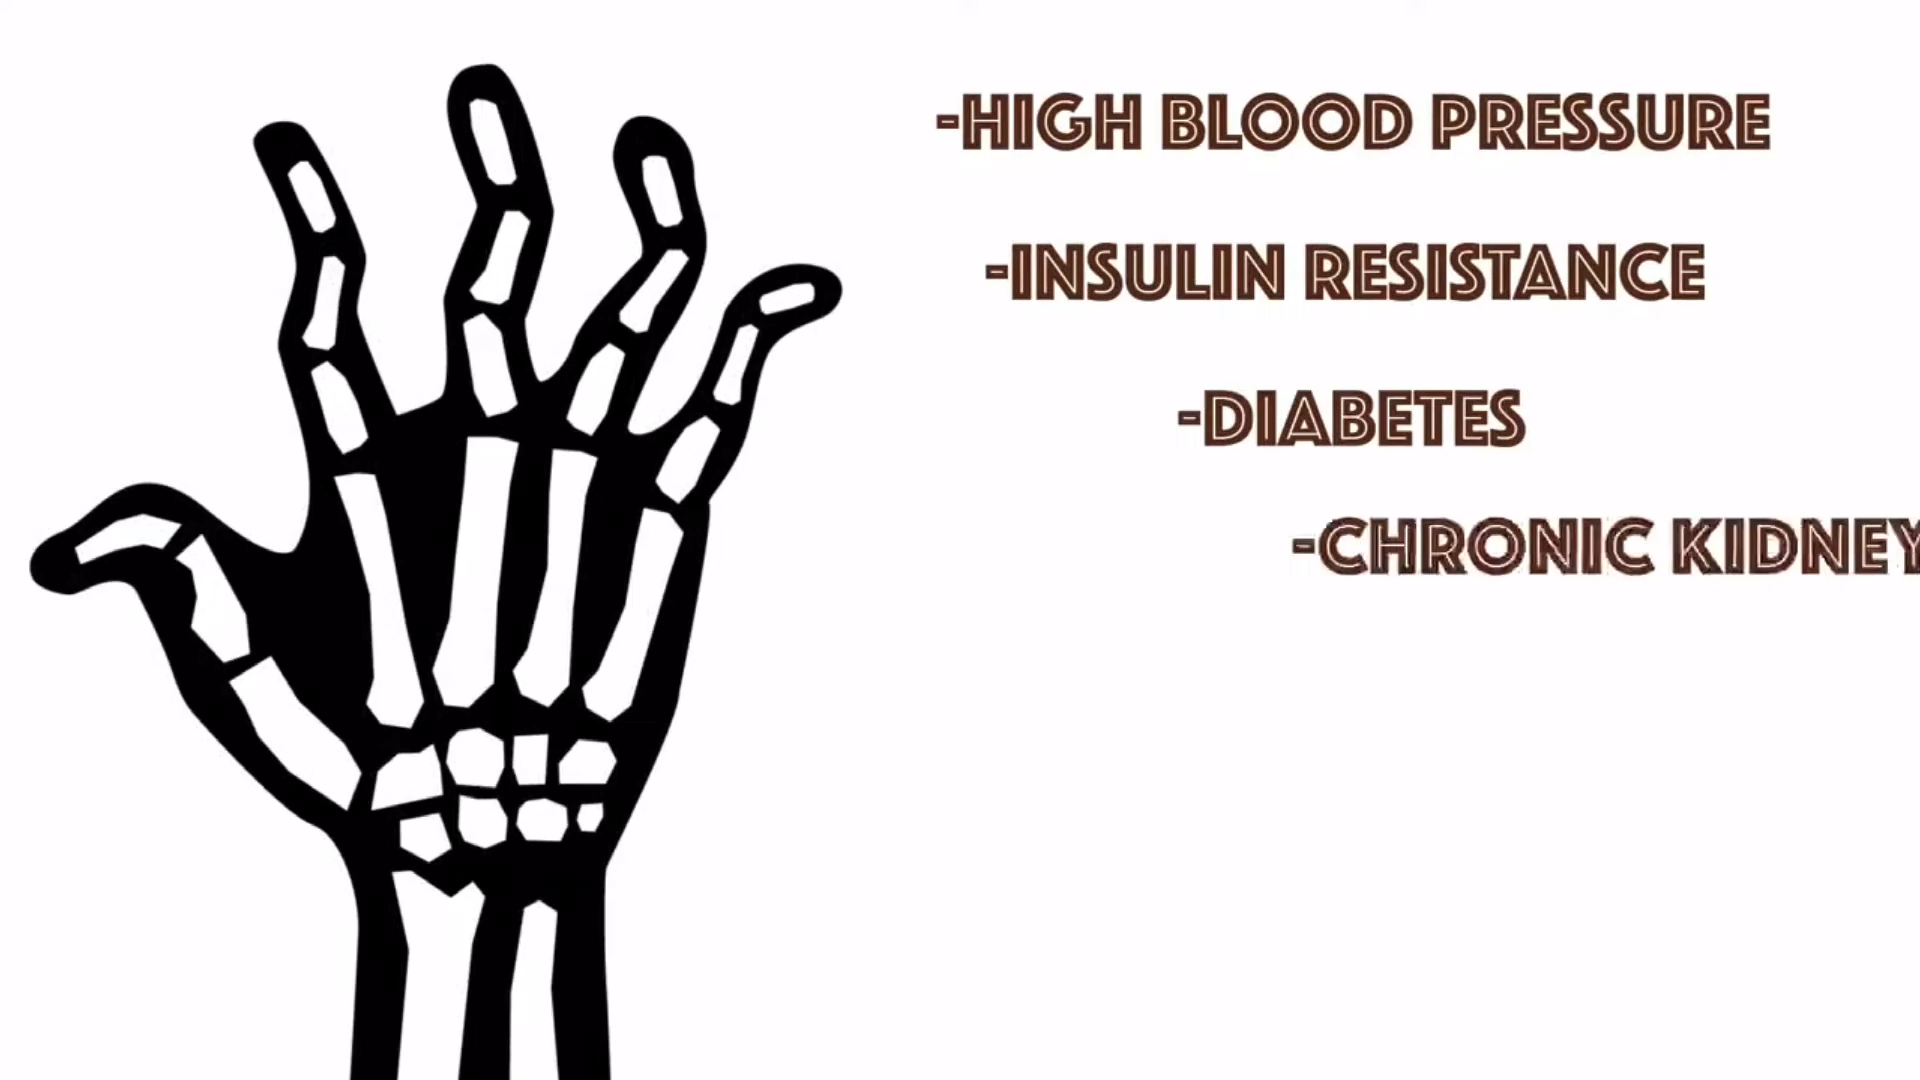 -HIGH BLOOD PRESSURE
-INSULIN RESISTANCE
-DIABETES
-CHRONIC KIDNEY